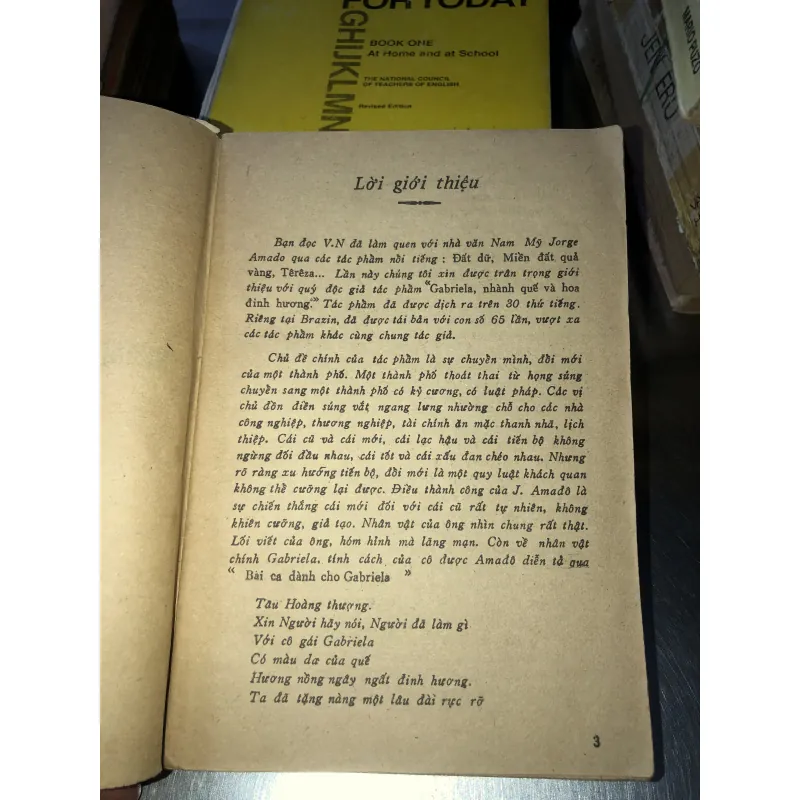 FOR TODAY
GHIJKLMN
BOOK ONE
At Home and at School
THE NATIONAL COUNCIL
OF TEACHERS OF ENGLISH
Revised Edition
MARIO PUZO
Lời giới thiệu
Bạn đọc V.N đã làm quen với nhà văn Nam Mỹ Jorge
Amado qua các tác phẩm nổi tiếng : Đất dữ, Miền đất quả
vàng, Têrêza... Lần này chúng tôi xin được trân trọng giới
thiệu với quý độc giả tác phẩm “Gabriela, nhành quế và hoa
đinh hương.” Tác phẩm đã được dịch ra trên 30 thứ tiếng.
Riêng tại Brazin, đã được tái bản với con số 65 lần, vượt xa
các tác phẩm khác cùng chung tác giả.
Chủ đề chính của tác phẩm là sự chuyển mình, đổi mới
của một thành phố. Một thành phố thoát thai từ họng súng
chuyển sang một thành phố có kỷ cương, có luật pháp. Các vị
chủ đồn điền súng vắt ngang lưng nhường chỗ cho các nhà
công nghiệp, thương nghiệp, tài chính ăn mặc thanh nhã, lịch
thiệp. Cái cũ và cái mới, cái lạc hậu và cái tiến bộ không
ngừng đối đầu nhau, cái tốt và cái xấu đan chéo nhau. Nhưng
rõ ràng xu hướng tiến bộ, đổi mới là một quy luật khách quan
không thể cưỡng lại được. Điều thành công của J. Amađô là
sự chiến thắng cái mới đối với cái cũ rất tự nhiên, không
khiên cưỡng, giả tạo. Nhân vật của ông nhìn chung rất thật.
Lối viết của ông, hóm hỉnh mà lãng mạn. Còn về nhân vật
chính Gabriela. tính cách của cô được Amađô diễn tả qua
“ Bài ca dành cho Gabriela ”
Tâu Hoàng thượng.
Xin Người hãy nói, Người đã làm gì
Với cô gái Gabriela
Có màu da của quế
Hương nồng ngây ngất đinh hương.
Ta đã tặng nàng một lâu đài rực rỡ
3